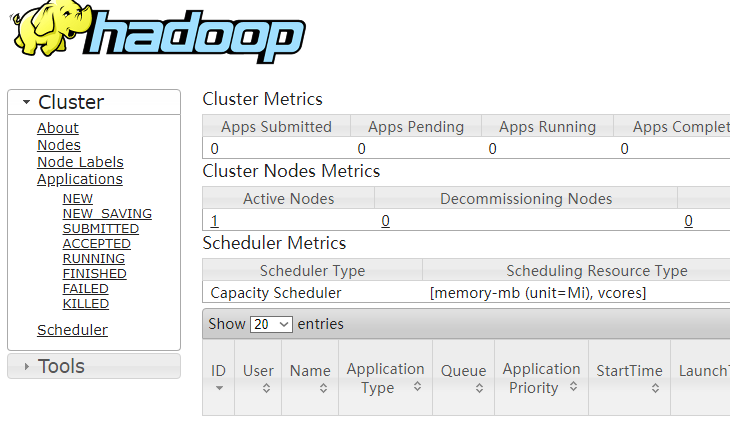 hadoop
Cluster
About
Nodes
Node Labels
Applications
NEW
NEW_SAVING
SUBMITTED
ACCEPTED
RUNNING
FINISHED
FAILED
KILLED
Scheduler
Tools
Cluster Metrics
Apps Submitted Apps Pending Apps Running Apps Complet
0 0 0 0
Cluster Nodes Metrics
Active Nodes Decommissioning Nodes
1 0 0
Scheduler Metrics
Scheduler Type Scheduling Resource Type
Capacity Scheduler [memory-mb (unit=Mi), vcores]
Show 20 entries
ID User Name Application Type Queue Application Priority StartTime Launch